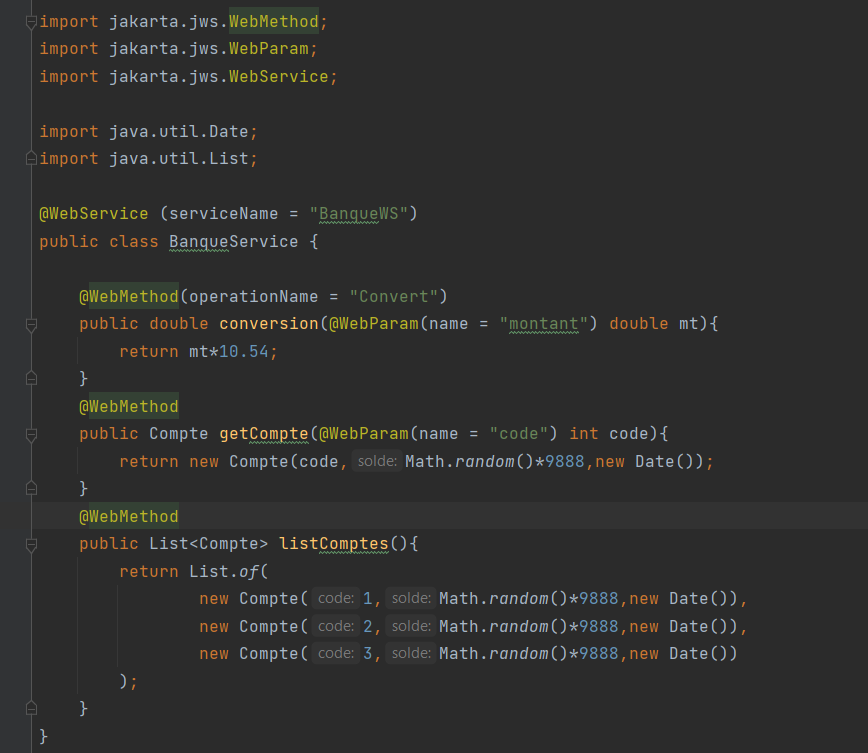 import jakarta.jws.WebMethod;
import jakarta.jws.WebParam;
import jakarta.jws.WebService;
import java.util.Date;
import java.util.List;
@WebService (serviceName = "BanqueWS")
public class BanqueService {
@WebMethod(operationName = "Convert")
public double conversion(@WebParam(name = "montant") double mt){
return mt*10.54;
}
@WebMethod
public Compte getCompte(@WebParam(name = "code") int code){
return new Compte(code, solde: Math.random()*9888,new Date());
}
@WebMethod
public List<Compte> listComptes(){
return List.of(
new Compte( code: 1, solde: Math.random()*9888,new Date()),
new Compte( code: 2, solde: Math.random()*9888,new Date()),
new Compte( code: 3, solde: Math.random()*9888,new Date())
);
}
}